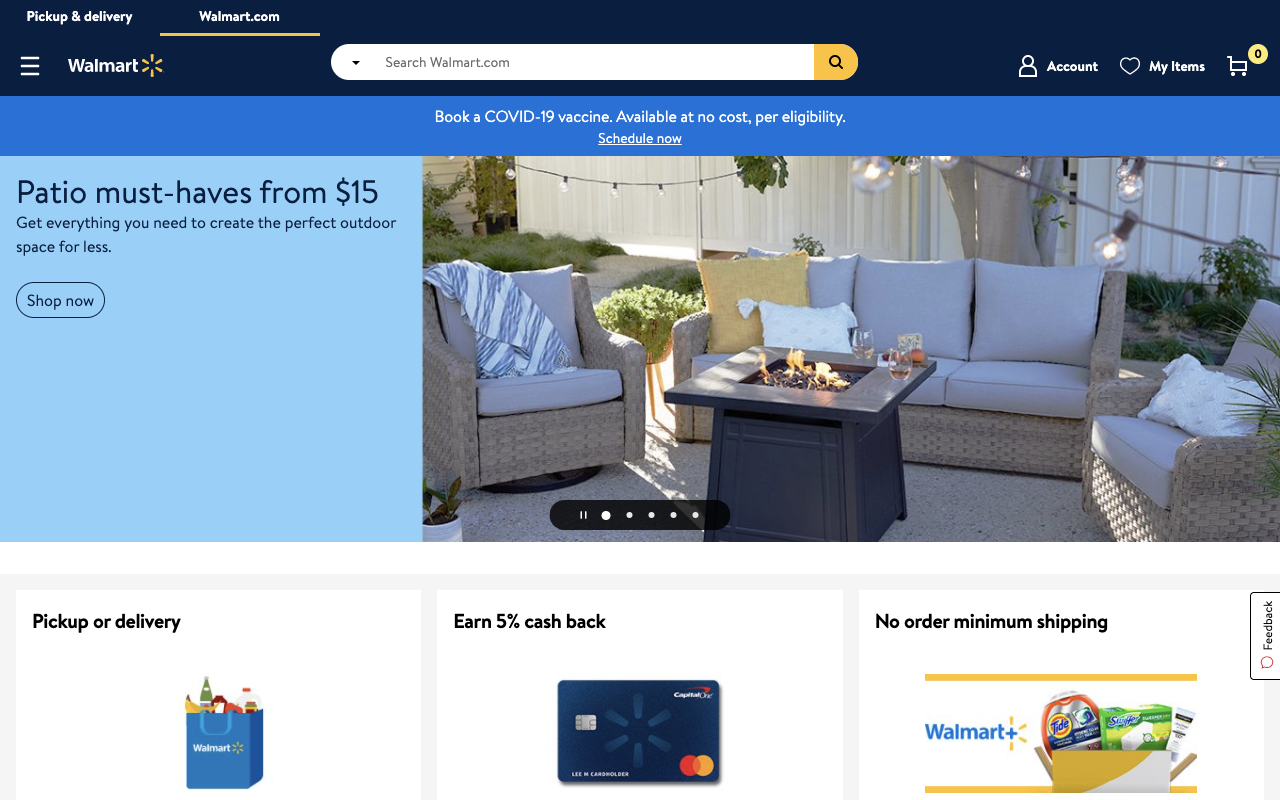 Pickup & delivery
Walmart.com
Walmart
Search Walmart.com
Account
My Items
0
Book a COVID-19 vaccine. Available at no cost, per eligibility.
Schedule now
Patio must-haves from $15
Get everything you need to create the perfect outdoor
space for less.
Shop now
Feedback
Pickup or delivery
Walmart
Earn 5% cash back
Capital One
LEE M CARDHOLDER
No order minimum shipping
Walmart+
Tide
Swiffer